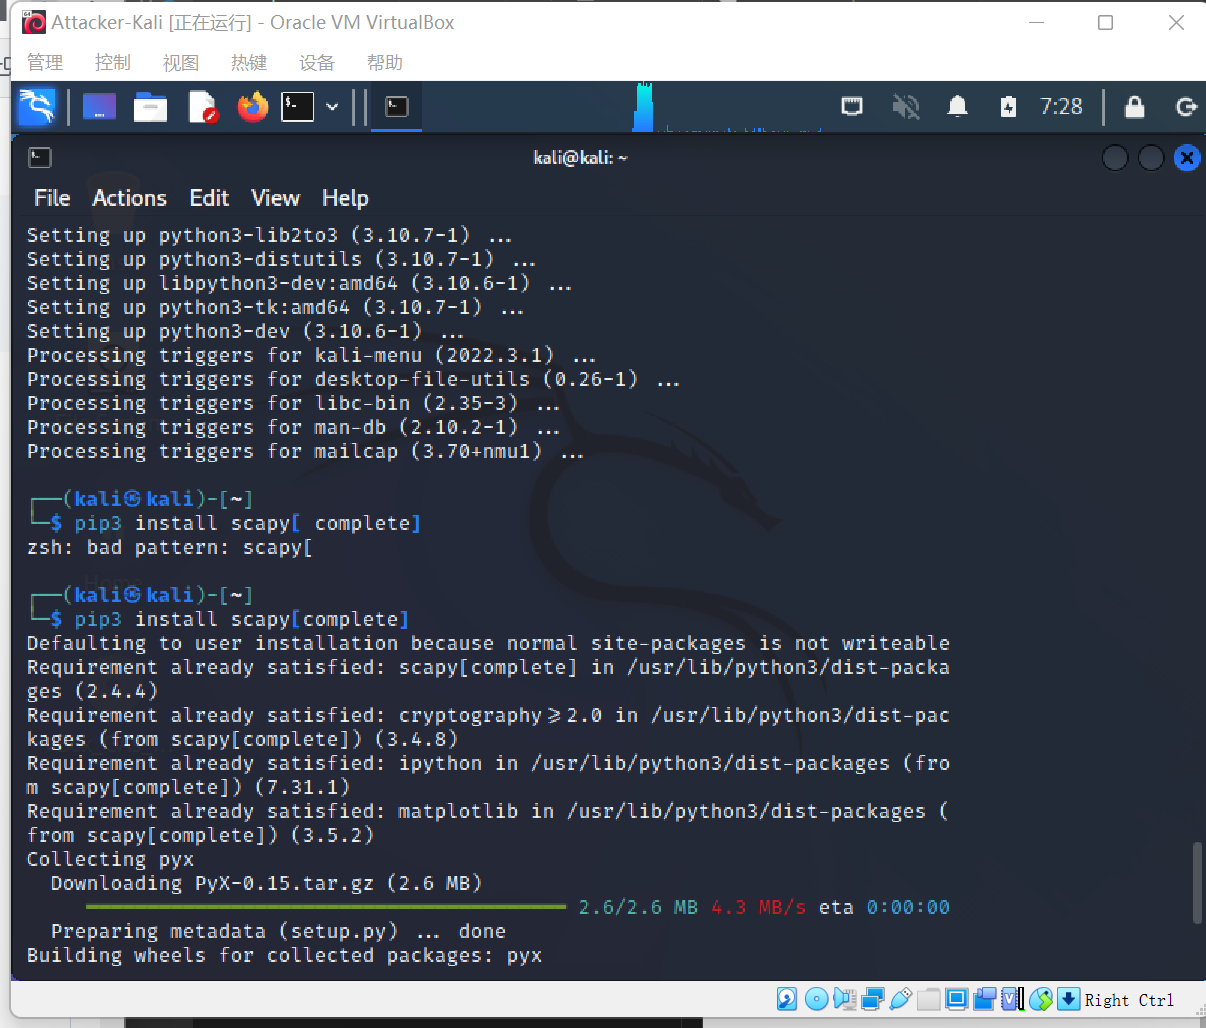 Attacker-Kali [正在运行] - Oracle VM VirtualBox
管理 控制 视图 热键 设备 帮助
7:28
kali@kali: ~
File Actions Edit View Help
Setting up python3-lib2to3 (3.10.7-1) ...
Setting up python3-distutils (3.10.7-1) ...
Setting up libpython3-dev:amd64 (3.10.6-1) ...
Setting up python3-tk:amd64 (3.10.7-1) ...
Setting up python3-dev (3.10.6-1) ...
Processing triggers for kali-menu (2022.3.1) ...
Processing triggers for desktop-file-utils (0.26-1) ...
Processing triggers for libc-bin (2.35-3) ...
Processing triggers for man-db (2.10.2-1) ...
Processing triggers for mailcap (3.70+nmu1) ...
┌──(kali㉿kali)-[~]
└─$ pip3 install scapy[ complete]
zsh: bad pattern: scapy[
┌──(kali㉿kali)-[~]
└─$ pip3 install scapy[complete]
Defaulting to user installation because normal site-packages is not writeable
Requirement already satisfied: scapy[complete] in /usr/lib/python3/dist-packa
ges (2.4.4)
Requirement already satisfied: cryptography>=2.0 in /usr/lib/python3/dist-pac
kages (from scapy[complete]) (3.4.8)
Requirement already satisfied: ipython in /usr/lib/python3/dist-packages (fro
m scapy[complete]) (7.31.1)
Requirement already satisfied: matplotlib in /usr/lib/python3/dist-packages (
from scapy[complete]) (3.5.2)
Collecting pyx
Downloading PyX-0.15.tar.gz (2.6 MB)
2.6/2.6 MB 4.3 MB/s eta 0:00:00
Preparing metadata (setup.py) ... done
Building wheels for collected packages: pyx
Right Ctrl